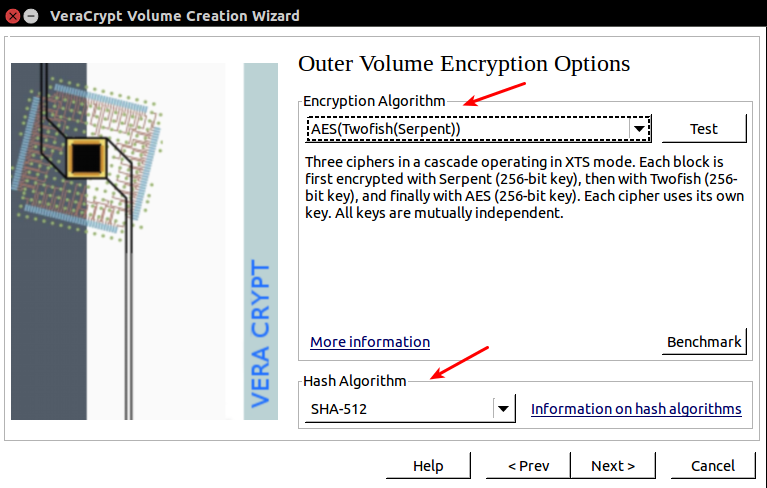 VeraCrypt Volume Creation Wizard
Outer Volume Encryption Options
Encryption Algorithm
AES(Twofish(Serpent))
Test
Three ciphers in a cascade operating in XTS mode. Each block is
first encrypted with Serpent (256-bit key), then with Twofish (256-
bit key), and finally with AES (256-bit key). Each cipher uses its own
key. All keys are mutually independent.
More information
Benchmark
VERA CRYPT
Hash Algorithm
SHA-512
Information on hash algorithms
Help
< Prev
Next >
Cancel